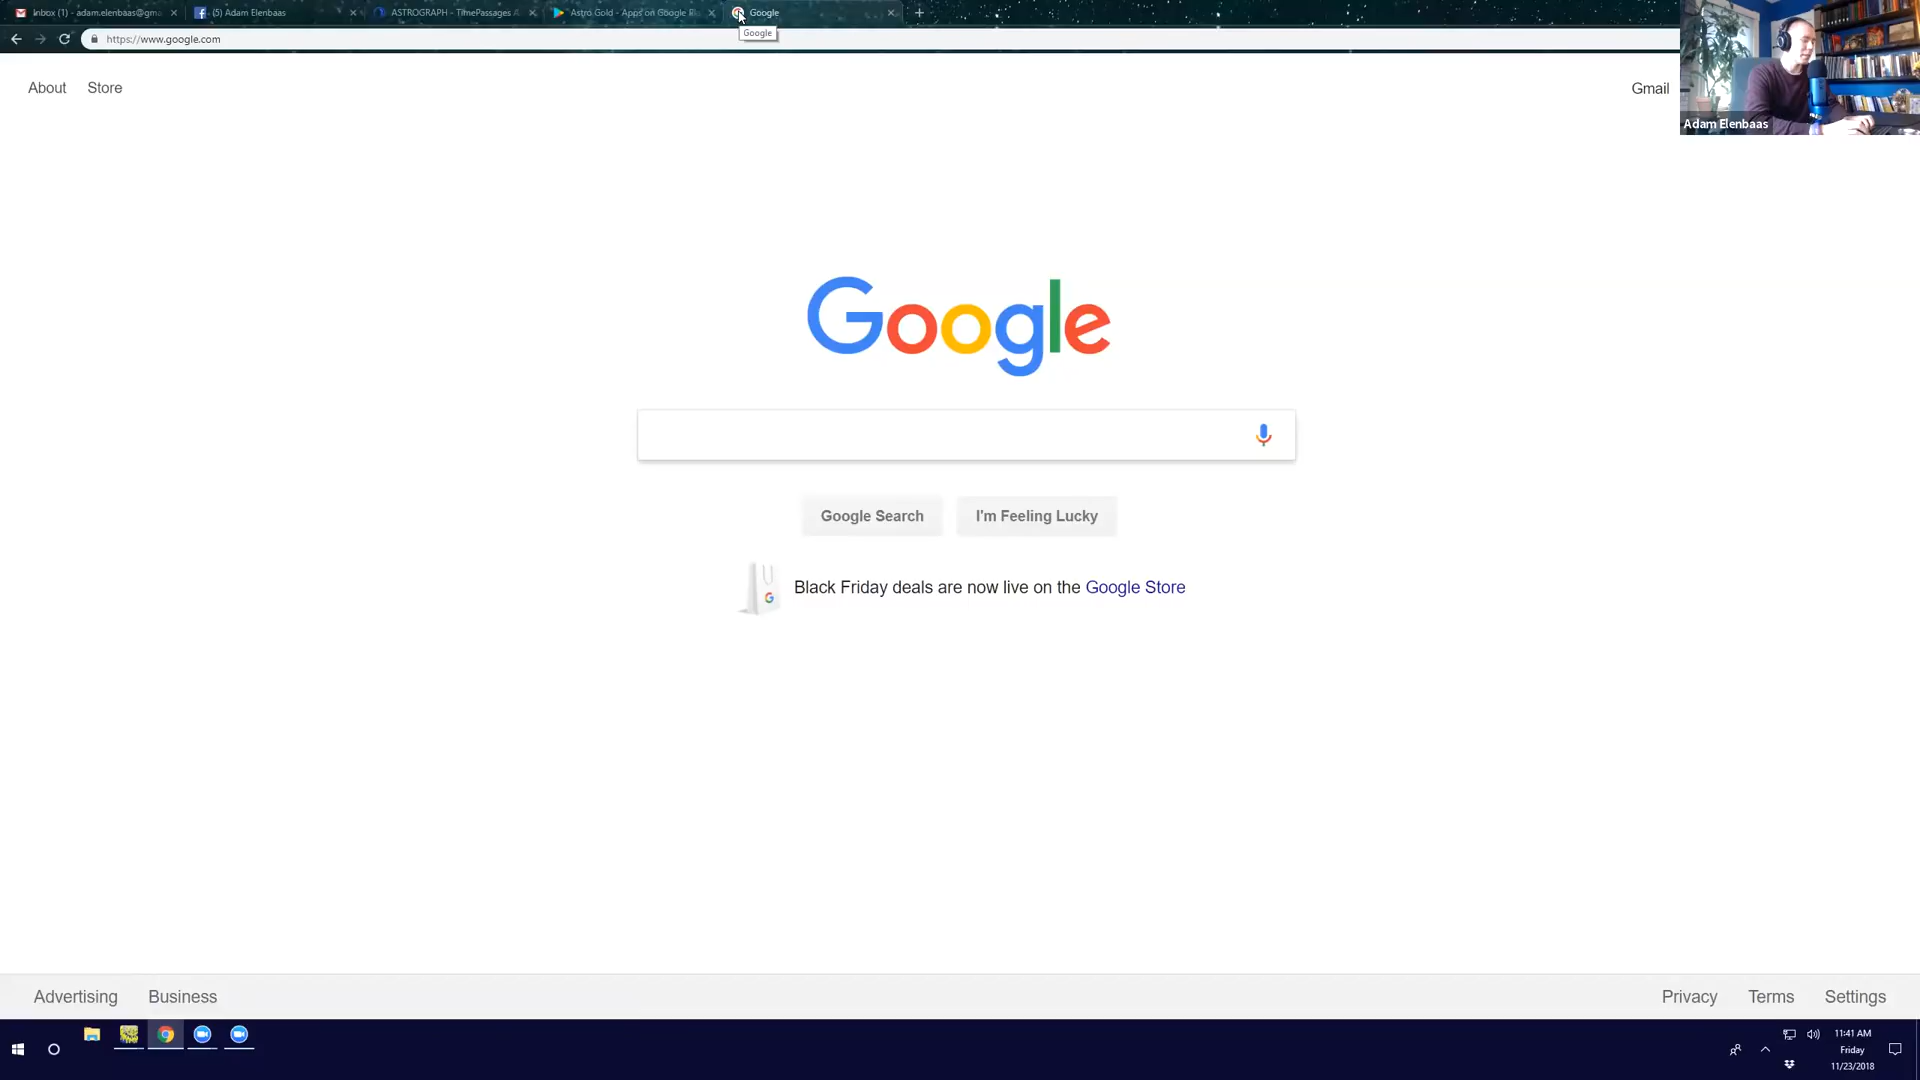 Inbox (1) - adam.elenbaas@gma
(5) Adam Elenbaas
ASTROGRAPH - TimePassages A
Astro Gold - Apps on Google Pl
Google
https://www.google.com
Google
About
Store
Gmail
Adam Elenbaas
Google
Google Search
I'm Feeling Lucky
G
Black Friday deals are now live on the Google Store
Advertising
Business
Privacy
Terms
Settings
11:41 AM
Friday
11/23/2018